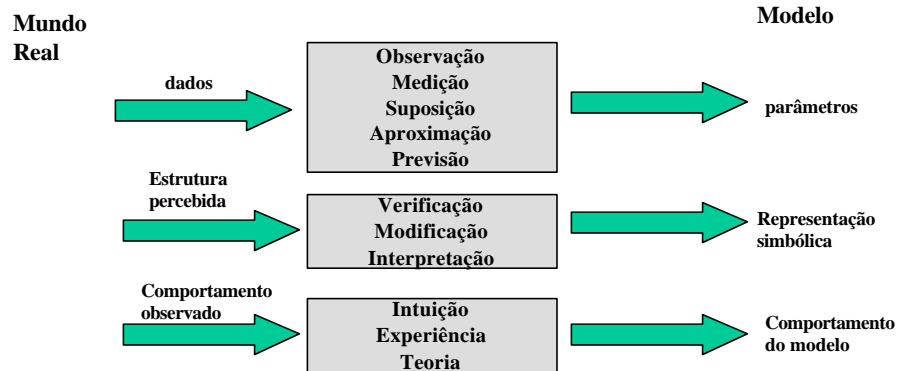 Mundo
Real
Modelo
dados
Observação
Medição
Suposição
Aproximação
Previsão
parâmetros
Estrutura
percebida
Verificação
Modificação
Interpretação
Representação
simbólica
Comportamento
observado
Intuição
Experiência
Teoria
Comportamento
do modelo